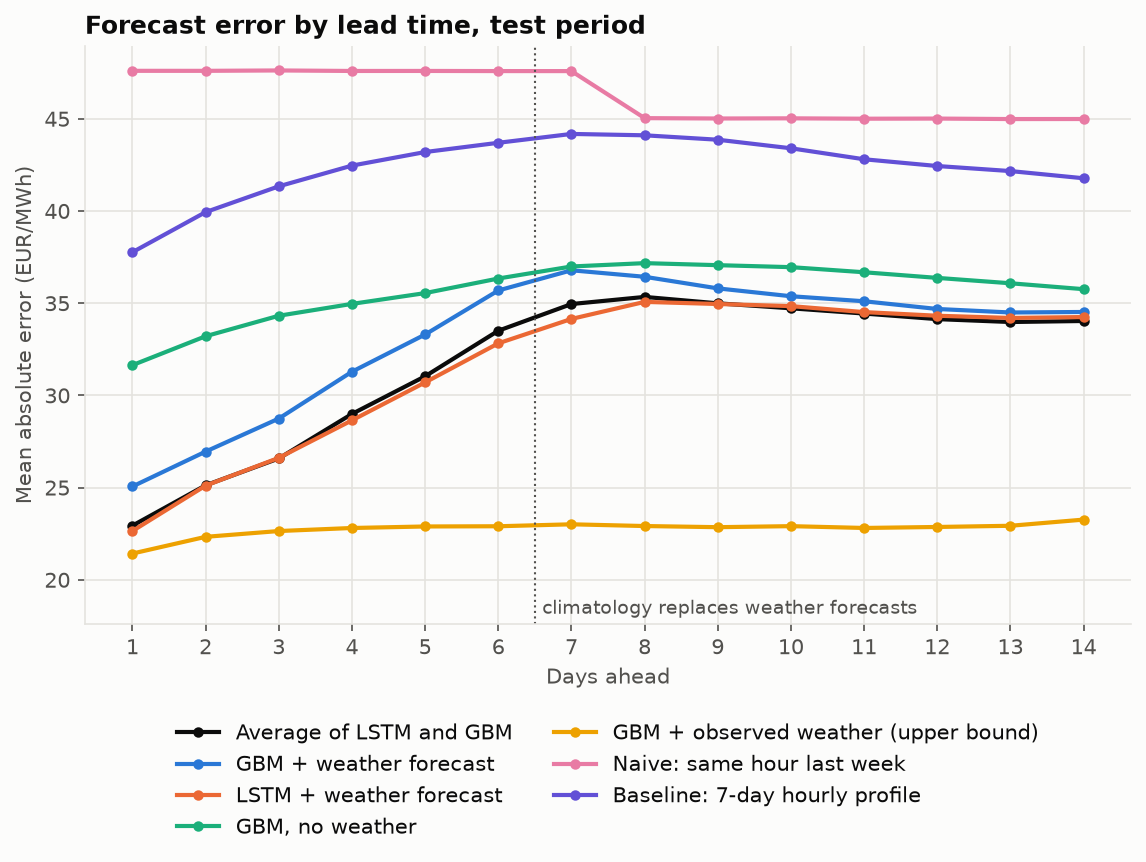 Forecast error by lead time, test period
Mean absolute error (EUR/MWh)
45
40
35
30
25
20
climatology replaces weather forecasts
1 2 3 4 5 6 7 8 9 10 11 12 13 14
Days ahead
Average of LSTM and GBM
GBM + weather forecast
LSTM + weather forecast
GBM, no weather
GBM + observed weather (upper bound)
Naive: same hour last week
Baseline: 7-day hourly profile